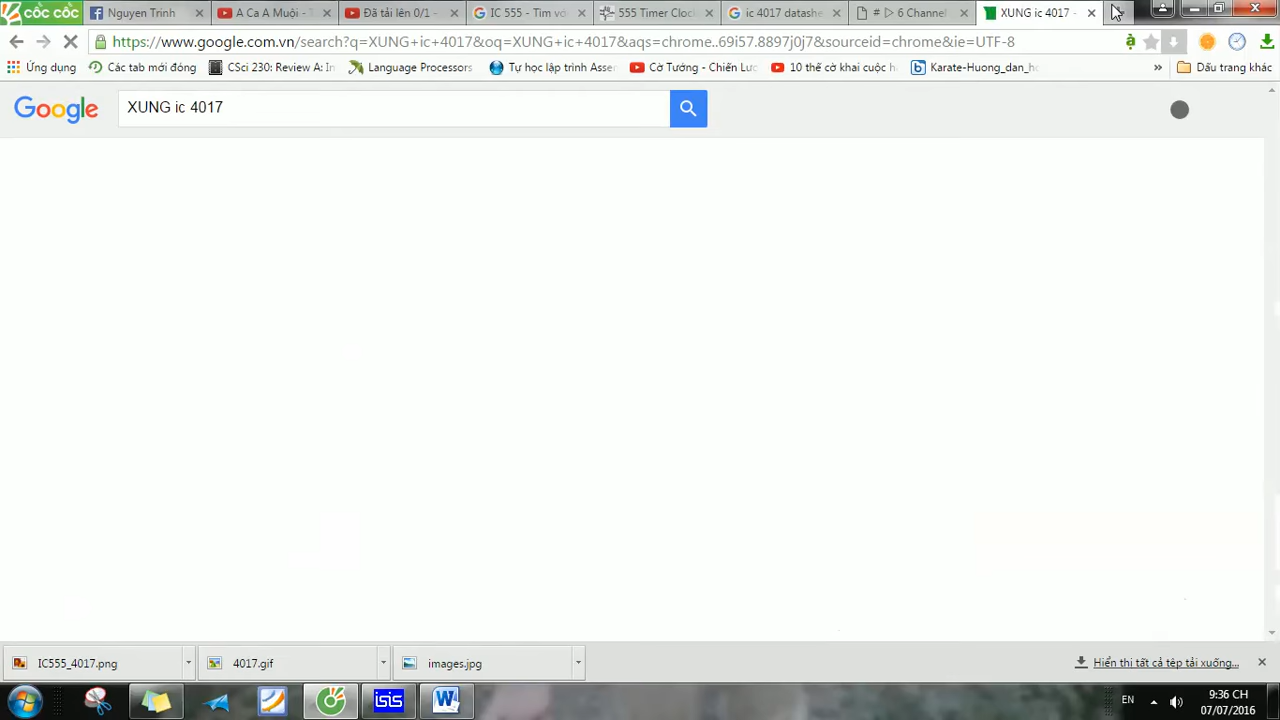 cốc cốc
Nguyen Trinh
A Ca A Muội - T
Đã tải lên 0/1 -
IC 555 - Tìm vớ
555 Timer Cloc
ic 4017 datashe
# ▷ 6 Channel
XUNG ic 4017 -
https://www.google.com.vn/search?q=XUNG+ic+4017&oq=XUNG+ic+4017&aqs=chrome..69i57.8897j0j7&sourceid=chrome&ie=UTF-8
Ứng dụng
Các tab mới đóng
CSci 230: Review A: In
Language Processors
Tự học lập trình Asse
Cờ Tướng - Chiến Lư
10 thế cờ khai cuộc h
Karate-Huong_dan_ho
»
Dấu trang khác
Google
XUNG ic 4017
IC555_4017.png
4017.gif
images.jpg
Hiển thị tất cả tệp tải xuống...
isis
EN
9:36 CH
07/07/2016